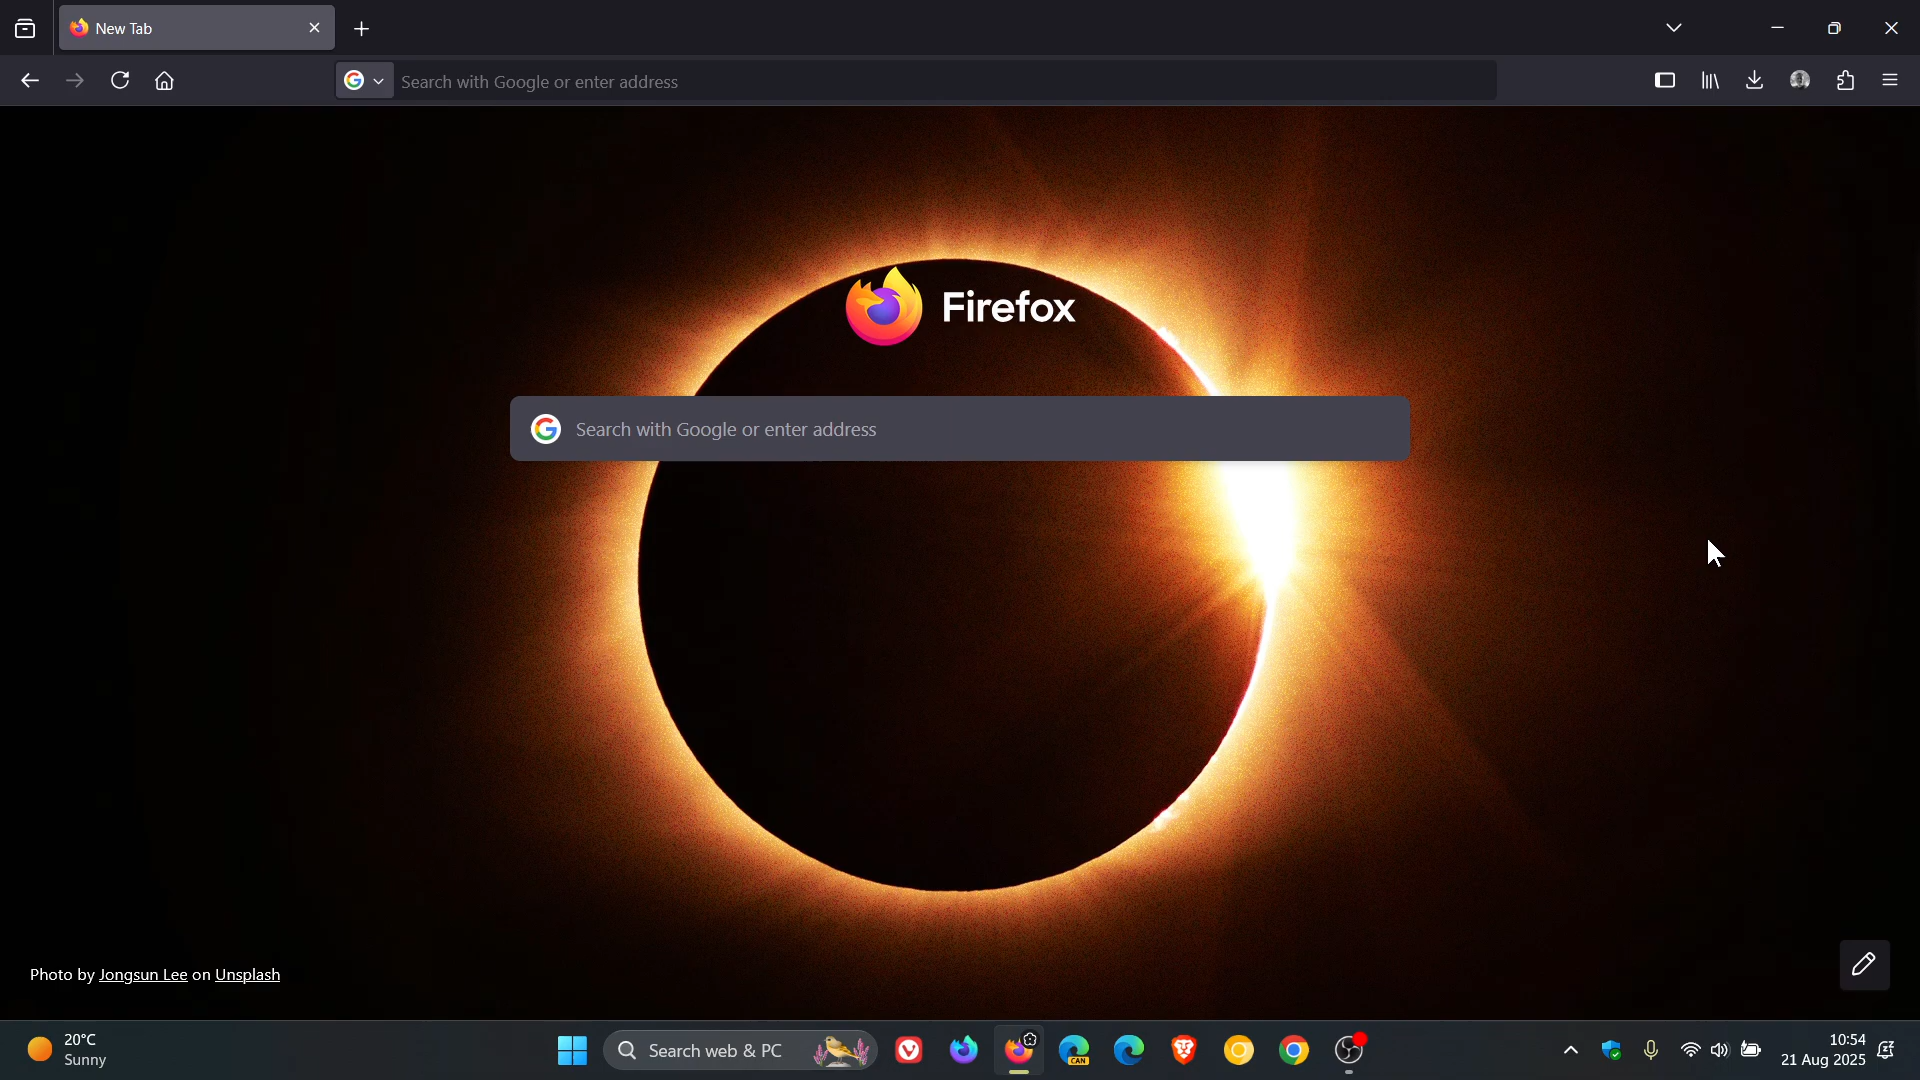 New Tab
Search with Google or enter address
Firefox
Search with Google or enter address
Photo by Jongsun Lee on Unsplash
20°C
Sunny
Search web & PC
CAN
10:54
21 Aug 2025